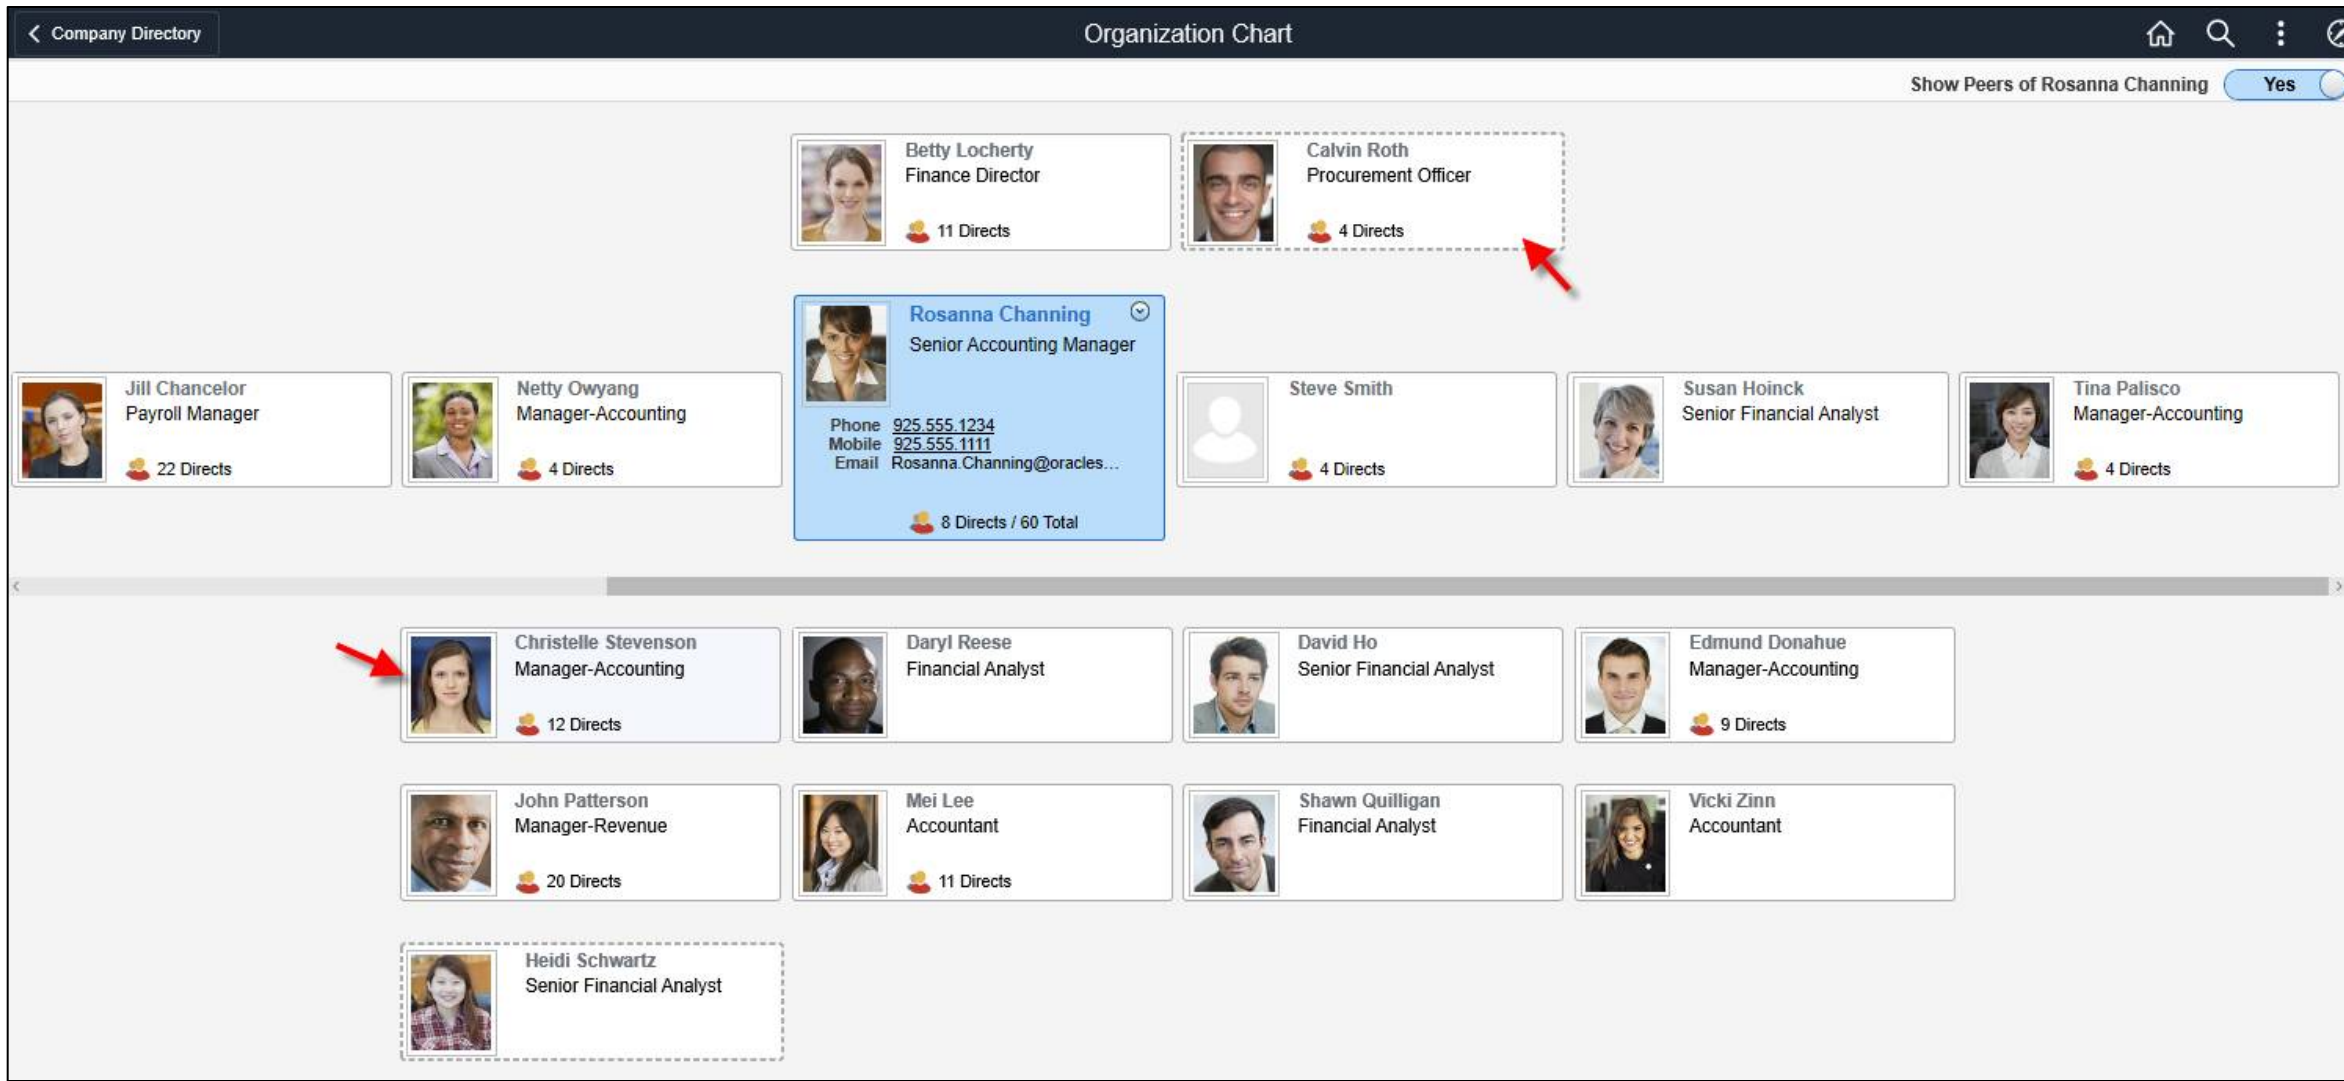 Company Directory
Organization Chart
Show Peers of Rosanna Channing Yes
Betty Locherty
Finance Director
11 Directs
Calvin Roth
Procurement Officer
4 Directs
Jill Chancelor
Payroll Manager
22 Directs
Netty Owyang
Manager-Accounting
4 Directs
Rosanna Channing
Senior Accounting Manager
Phone 925.555.1234
Mobile 925.555.1111
Email Rosanna.Channing@oracles...
8 Directs / 60 Total
Steve Smith
4 Directs
Susan Hoinck
Senior Financial Analyst
Tina Palisco
Manager-Accounting
4 Directs
Christelle Stevenson
Manager-Accounting
12 Directs
Daryl Reese
Financial Analyst
David Ho
Senior Financial Analyst
Edmund Donahue
Manager-Accounting
9 Directs
John Patterson
Manager-Revenue
20 Directs
Mei Lee
Accountant
11 Directs
Shawn Quilligan
Financial Analyst
Vicki Zinn
Accountant
Heidi Schwartz
Senior Financial Analyst